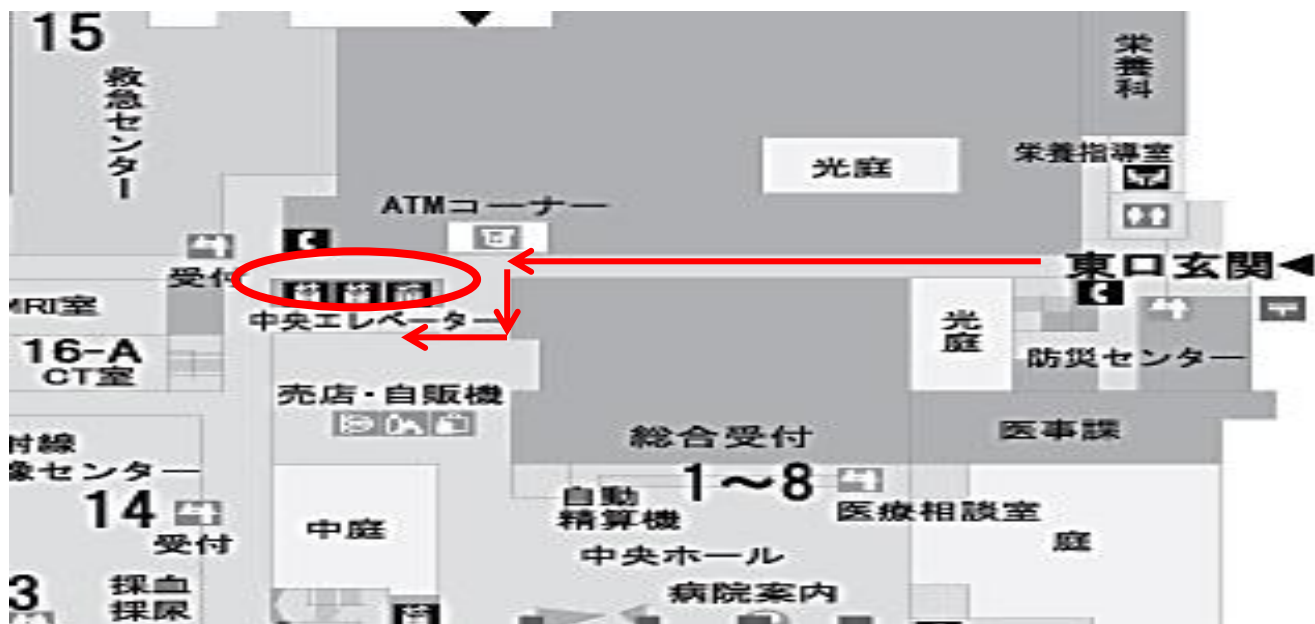 15
救急センター
栄養科
栄養指導室
光庭
ATMコーナー
東口玄関
受付
中央エレベーター
MRI室
16-A
CT室
光庭
防災センター
売店・自販機
総合受付
1〜8
医事課
14
受付
中庭
自動
精算機
医療相談室
中央ホール
庭
病院案内
3
採血
採尿